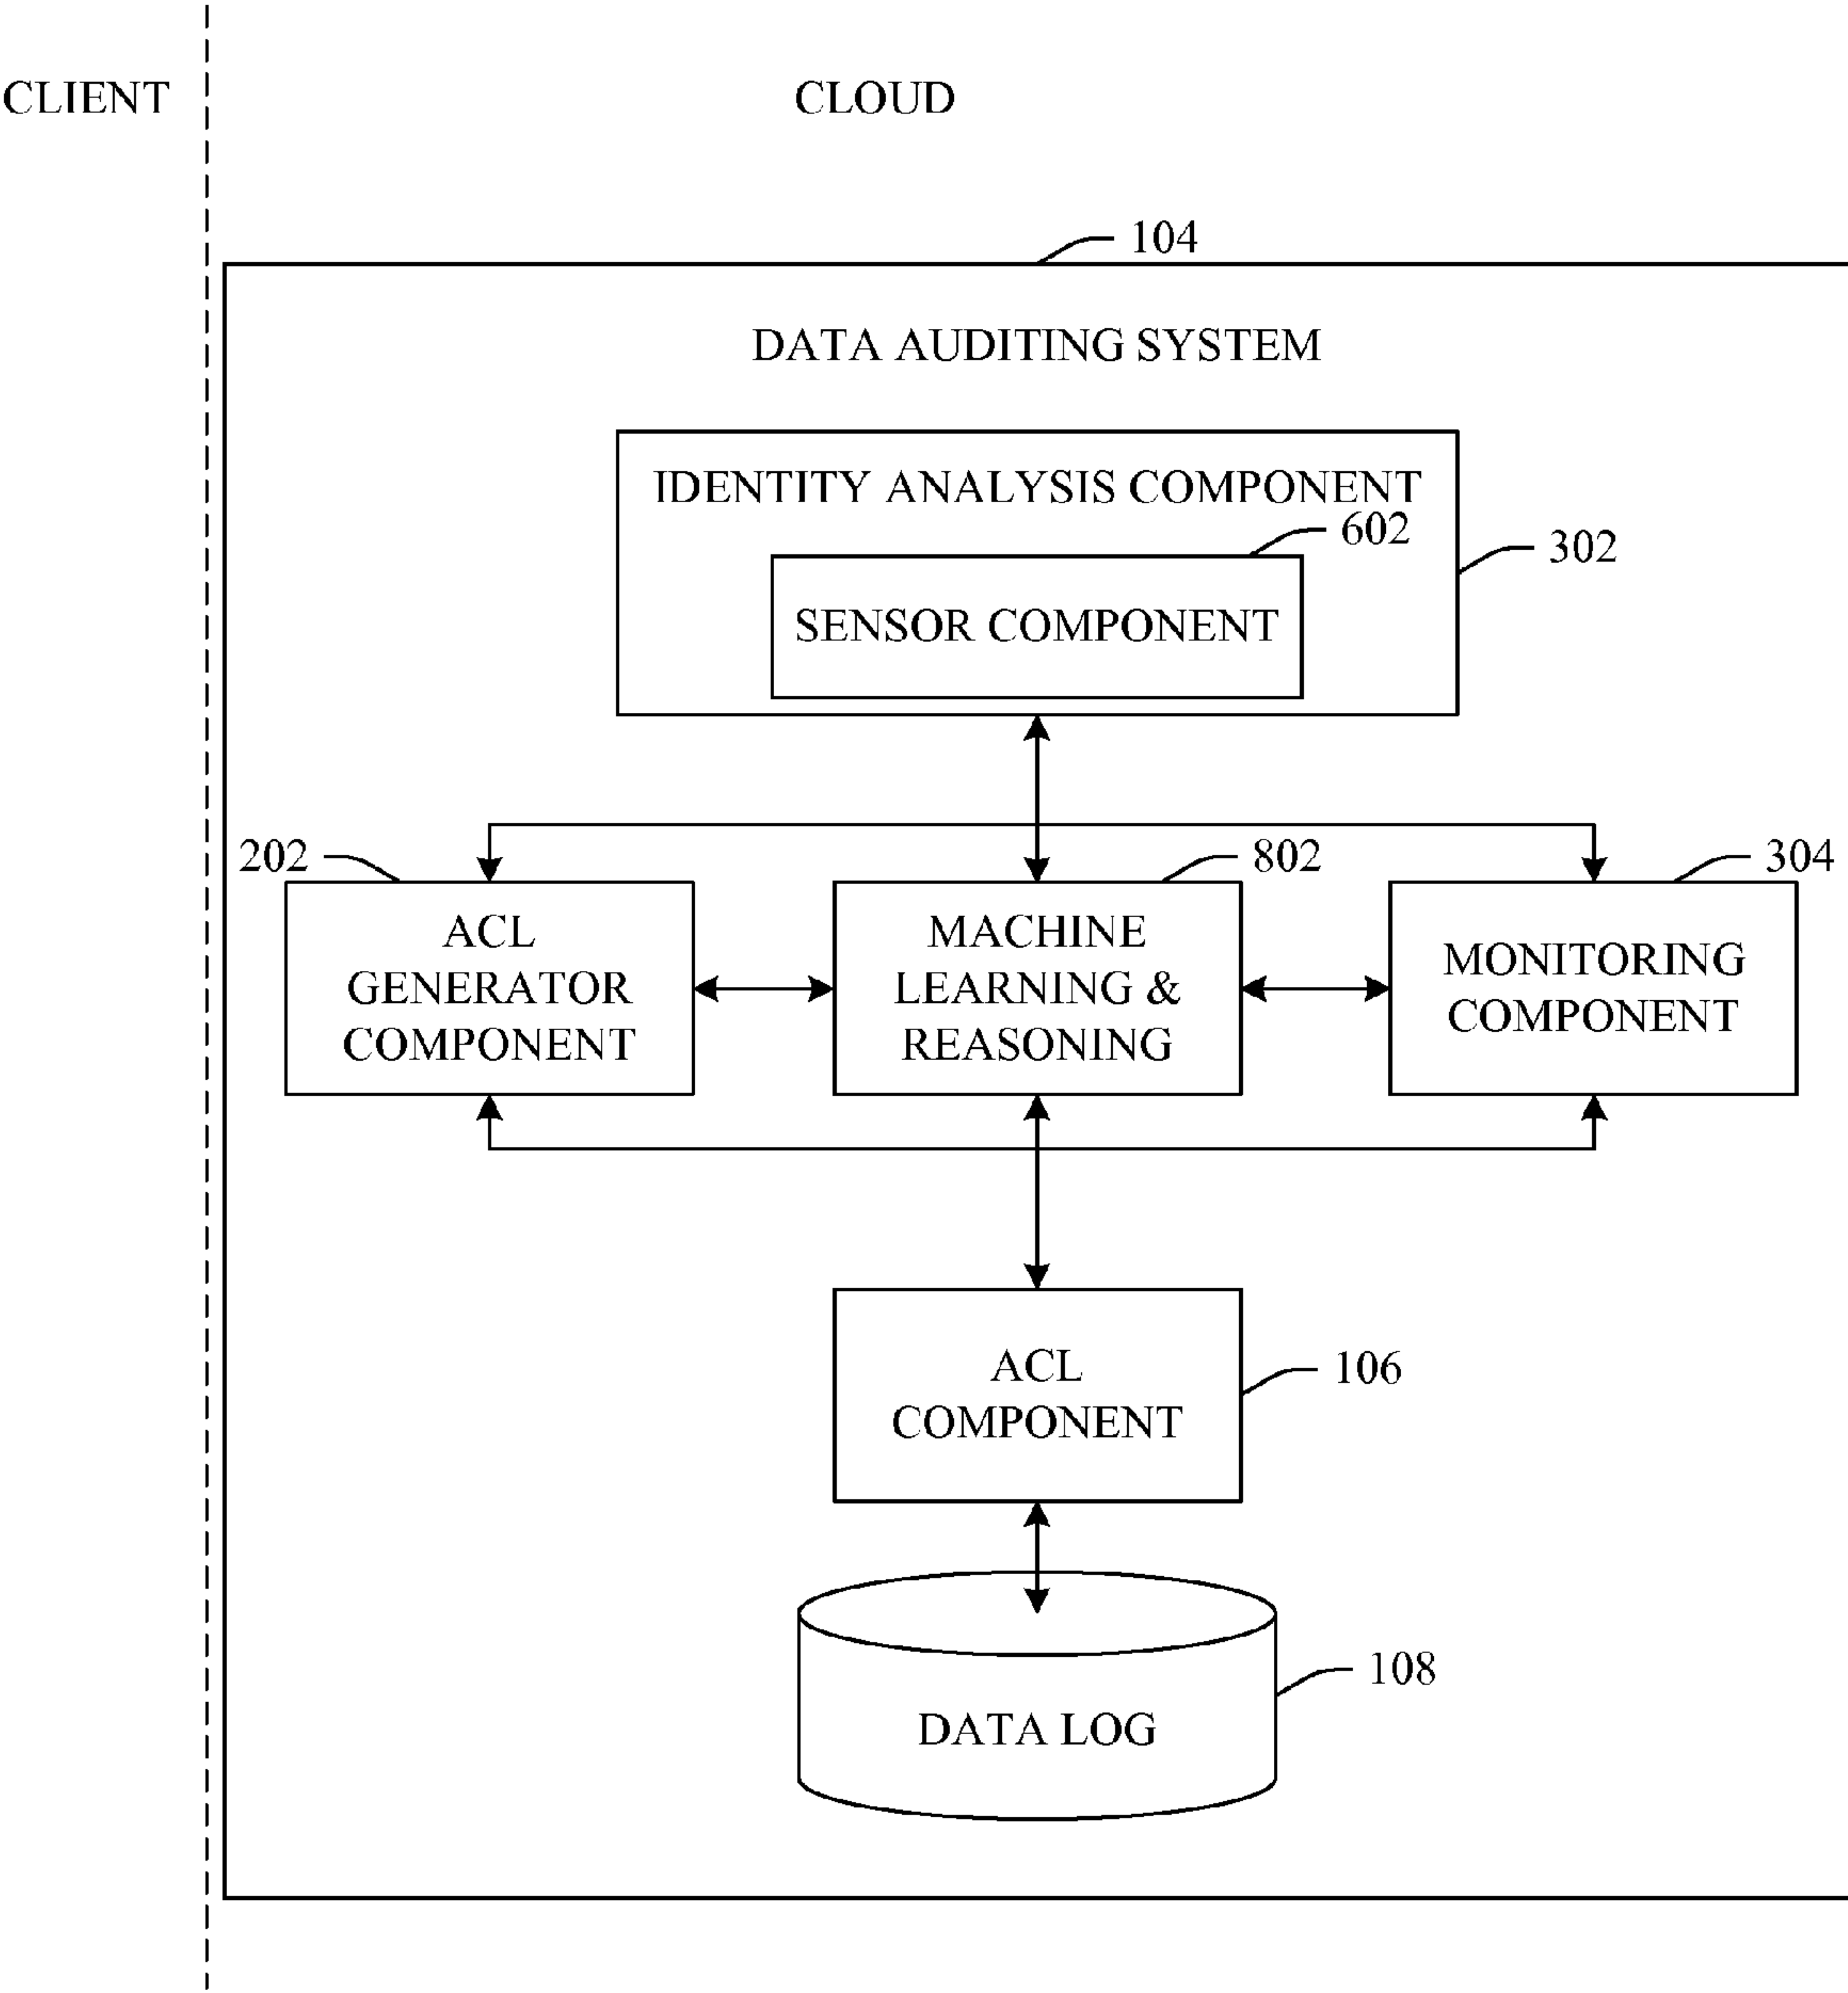 CLIENT
CLOUD
104
DATA AUDITING SYSTEM
IDENTITY ANALYSIS COMPONENT
602
302
SENSOR COMPONENT
202
802
304
ACL
GENERATOR
COMPONENT
MACHINE
LEARNING &
REASONING
MONITORING
COMPONENT
ACL
COMPONENT
106
108
DATA LOG